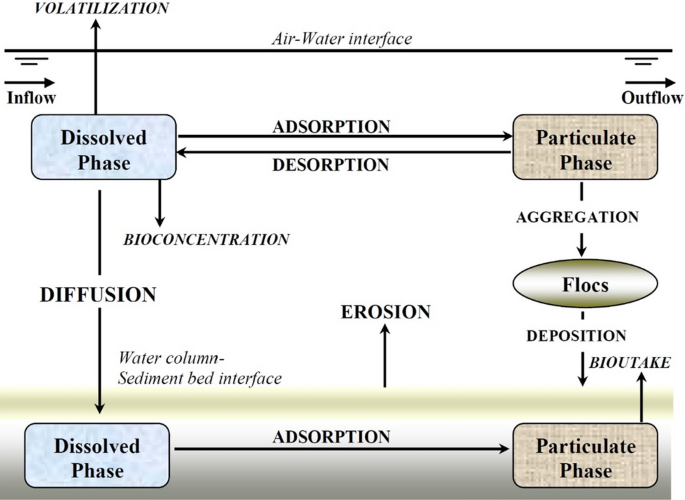 VOLATILIZATION
Air-Water interface
Inflow
Outflow
Dissolved
Phase
ADSORPTION
DESORPTION
Particulate
Phase
BIOCONCENTRATION
AGGREGATION
DIFFUSION
Flocs
EROSION
DEPOSITION
Water column-
Sediment bed interface
BIOUTAKE
Dissolved
Phase
ADSORPTION
Particulate
Phase